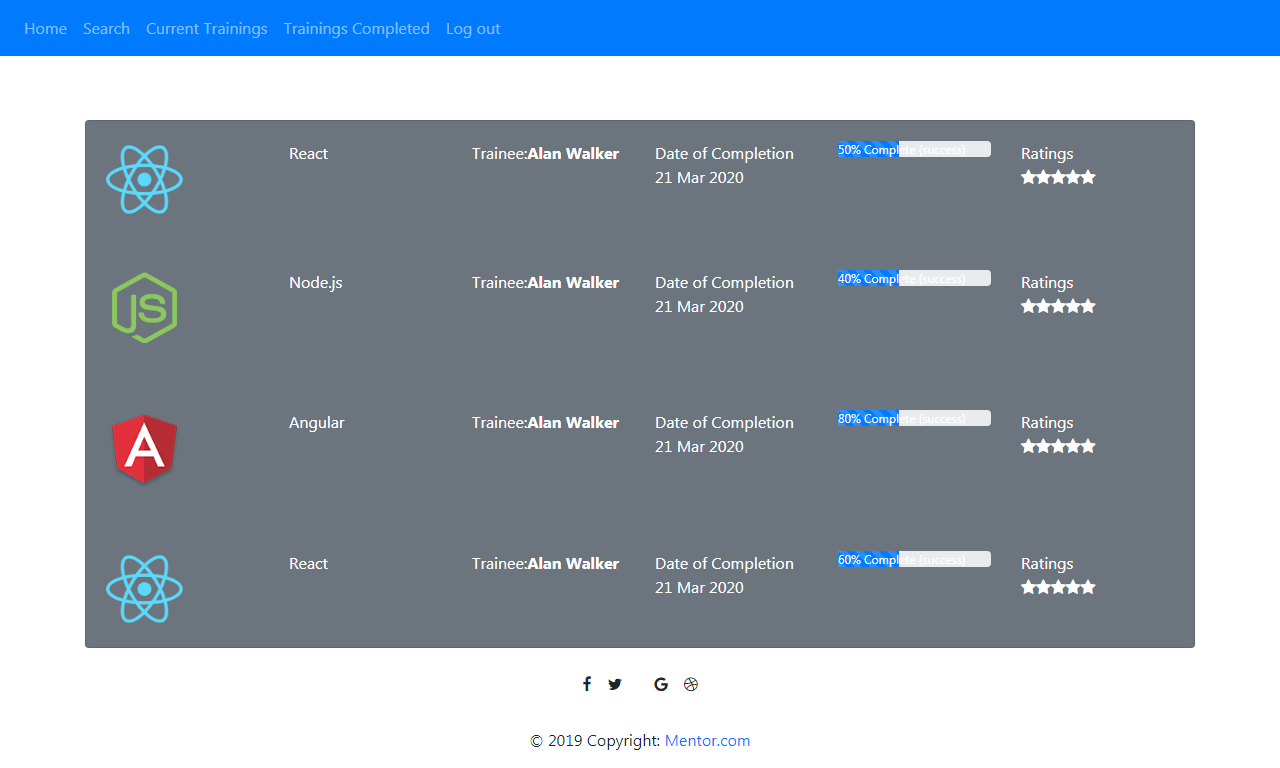 Home Search Current Trainings Trainings Completed Log out
React Trainee:Alan Walker Date of Completion 50% Complete (success) Ratings
21 Mar 2020
JS Node.js Trainee:Alan Walker Date of Completion 40% Complete (success) Ratings
21 Mar 2020
A Angular Trainee:Alan Walker Date of Completion 80% Complete (success) Ratings
21 Mar 2020
React Trainee:Alan Walker Date of Completion 60% Complete (success) Ratings
21 Mar 2020
© 2019 Copyright: Mentor.com